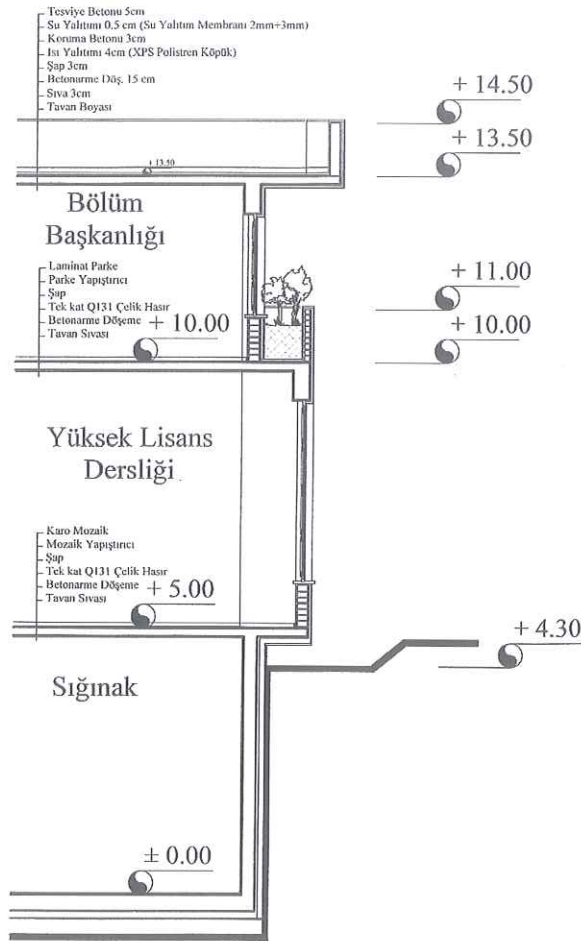 Tesviye Betonu 5cm
Su Yalıtımı 0,5 cm (Su Yalıtım Membranı 2mm+3mm)
Koruma Betonu 3cm
Isı Yalıtımı 4cm (XPS Polistren Köpük)
Şap 3cm
Betonarme Döş. 15 cm
Sıva 3cm
Tavan Boyası
+ 14.50
+ 13.50
+ 13.50
Bölüm
Başkanlığı
Laminat Parke
Parke Yapıştırıcı
Şap
Tek kat Q131 Çelik Hasır
Betonarme Döşeme
Tavan Sıvası
+ 10.00
+ 11.00
+ 10.00
Yüksek Lisans
Dersliği
Karo Mozaik
Mozaik Yapıştırıcı
Şap
Tek kat Q131 Çelik Hasır
Betonarme Döşeme
Tavan Sıvası
+ 5.00
+ 4.30
Sığınak
± 0.00